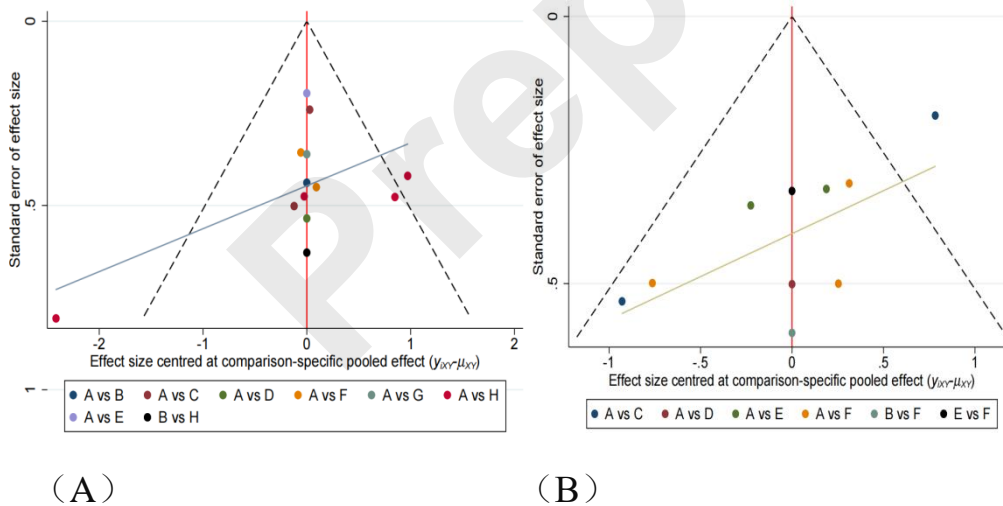 Prep
0
.5
1
Standard error of effect size
-2
-1
0
1
2
Effect size centred at comparison-specific pooled effect (yiXY-μXY)
A vs B
A vs C
A vs D
A vs F
A vs G
A vs H
A vs E
B vs H
(A)
0
.5
Standard error of effect size
-1
-.5
0
.5
1
Effect size centred at comparison-specific pooled effect (yiXY-μXY)
A vs C
A vs D
A vs E
A vs F
B vs F
E vs F
(B)